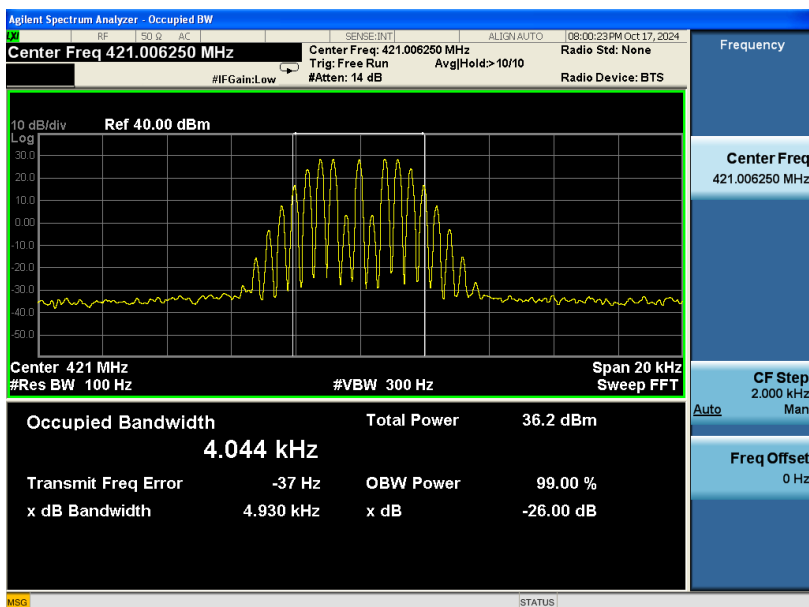 Agilent Spectrum Analyzer - Occupied BW
LXI RF 50 Ω AC SENSE:INT ALIGN AUTO 08:00:23 PM Oct 17, 2024
Center Freq 421.006250 MHz
Center Freq: 421.006250 MHz Radio Std: None
Trig: Free Run Avg|Hold:>10/10
#IFGain:Low #Atten: 14 dB Radio Device: BTS
10 dB/div Ref 40.00 dBm
Log
30.0
20.0
10.0
0.00
-10.0
-20.0
-30.0
-40.0
-50.0
Center 421 MHz Span 20 kHz
#Res BW 100 Hz #VBW 300 Hz Sweep FFT
Occupied Bandwidth Total Power 36.2 dBm
4.044 kHz
Transmit Freq Error -37 Hz OBW Power 99.00 %
x dB Bandwidth 4.930 kHz x dB -26.00 dB
Frequency
Center Freq
421.006250 MHz
CF Step
2.000 kHz
Auto Man
Freq Offset
0 Hz
MSG STATUS